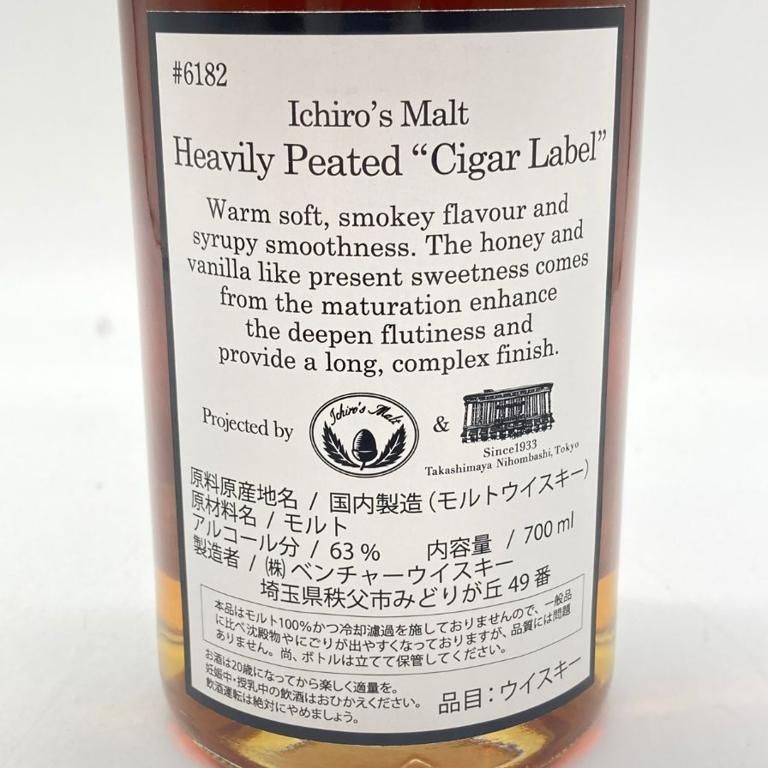 #6182
Ichiro's Malt
Heavily Peated “Cigar Label”
Warm soft, smokey flavour and
syrupy smoothness. The honey and
vanilla like present sweetness comes
from the maturation enhance
the deepen flutiness and
provide a long, complex finish.
Projected by
Ichiro's Malt
&
Since1933
Takashimaya Nihombashi, Tokyo
原料原産地名 / 国内製造 (モルトウイスキー)
原材料名 / モルト
アルコール分 / 63 % 内容量 / 700 ml
製造者 / ㈱ベンチャーウイスキー
埼玉県秩父市みどりが丘 49 番
本品はモルト100%かつ冷却濾過を施しておりませんので、一般品
に比べ沈殿物やにごりが出やすくなっておりますが、品質には問題
ありません。尚、ボトルは立てて保管してください。
お酒は20歳になってから楽しく適量を。
妊娠中・授乳中の飲酒はおひかえください。
飲酒運転は絶対にやめましょう。
品目:ウイスキー